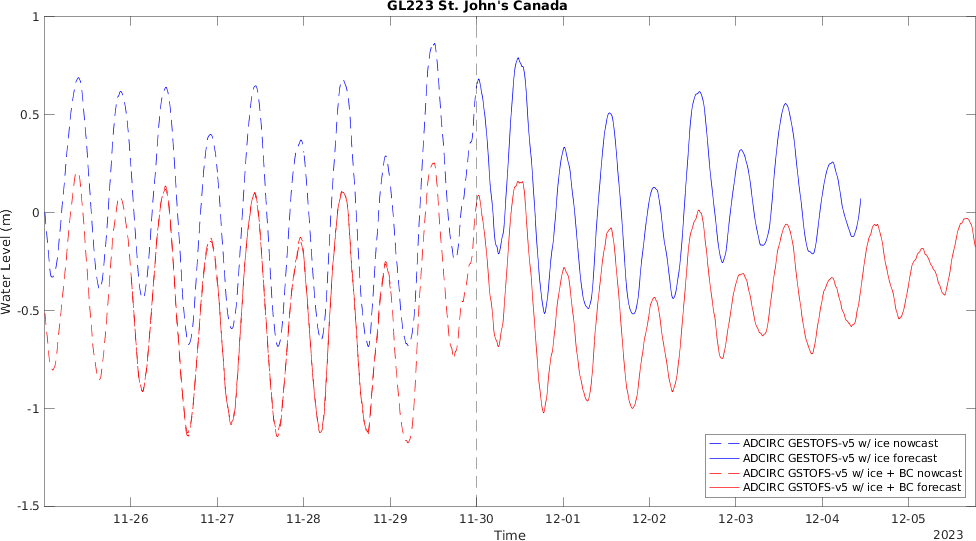 GL223 St. John's Canada
1
0.5
0
-0.5
-1
-1.5
Water Level (m)
11-26 11-27 11-28 11-29 11-30 12-01 12-02 12-03 12-04 12-05
Time
2023
ADCIRC GESTOFS-v5 w/ ice nowcast
ADCIRC GESTOFS-v5 w/ ice forecast
ADCIRC GSTOFS-v5 w/ ice + BC nowcast
ADCIRC GSTOFS-v5 w/ ice + BC forecast